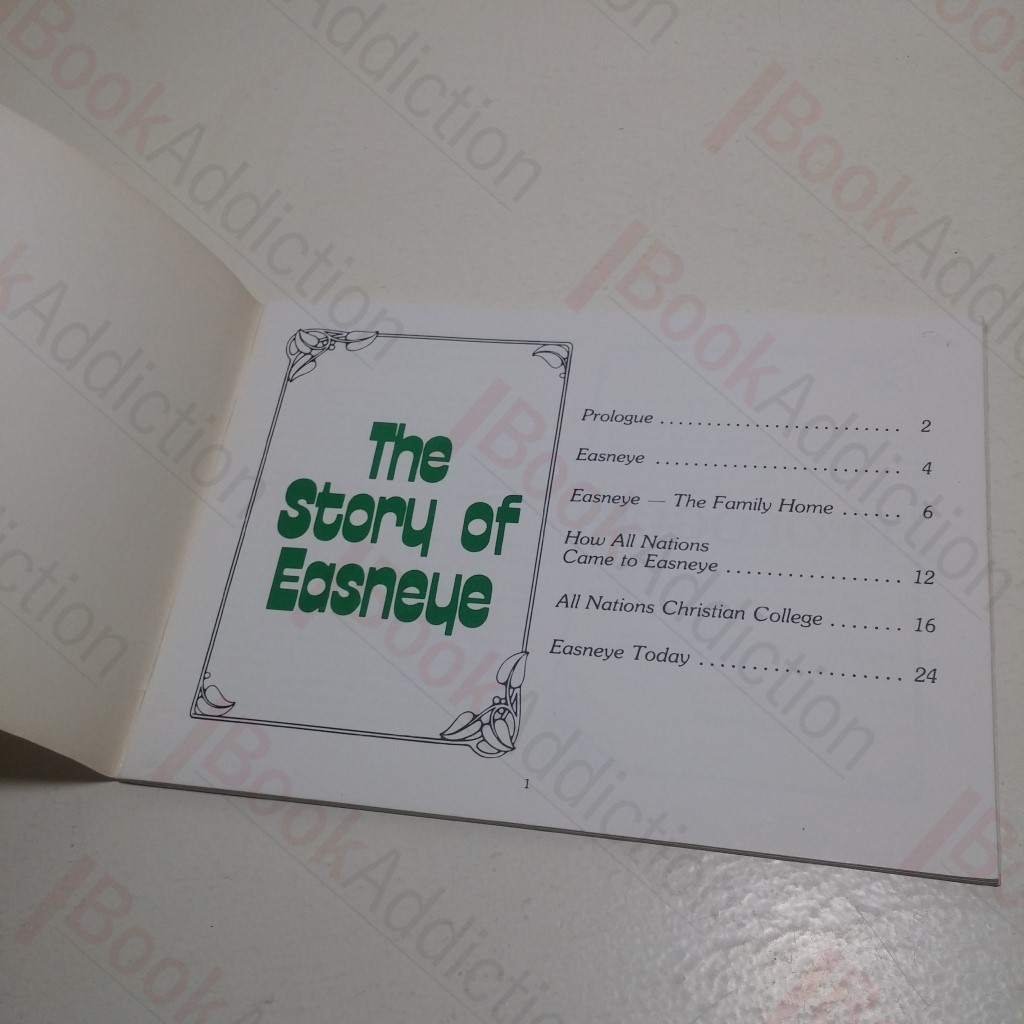 The
Story of
Easneye
Prologue ......................... 2
Easneye .......................... 4
Easneye — The Family Home ...... 6
How All Nations
Came to Easneye .................. 12
All Nations Christian College ....... 16
Easneye Today ................... 24
1
BookAddiction